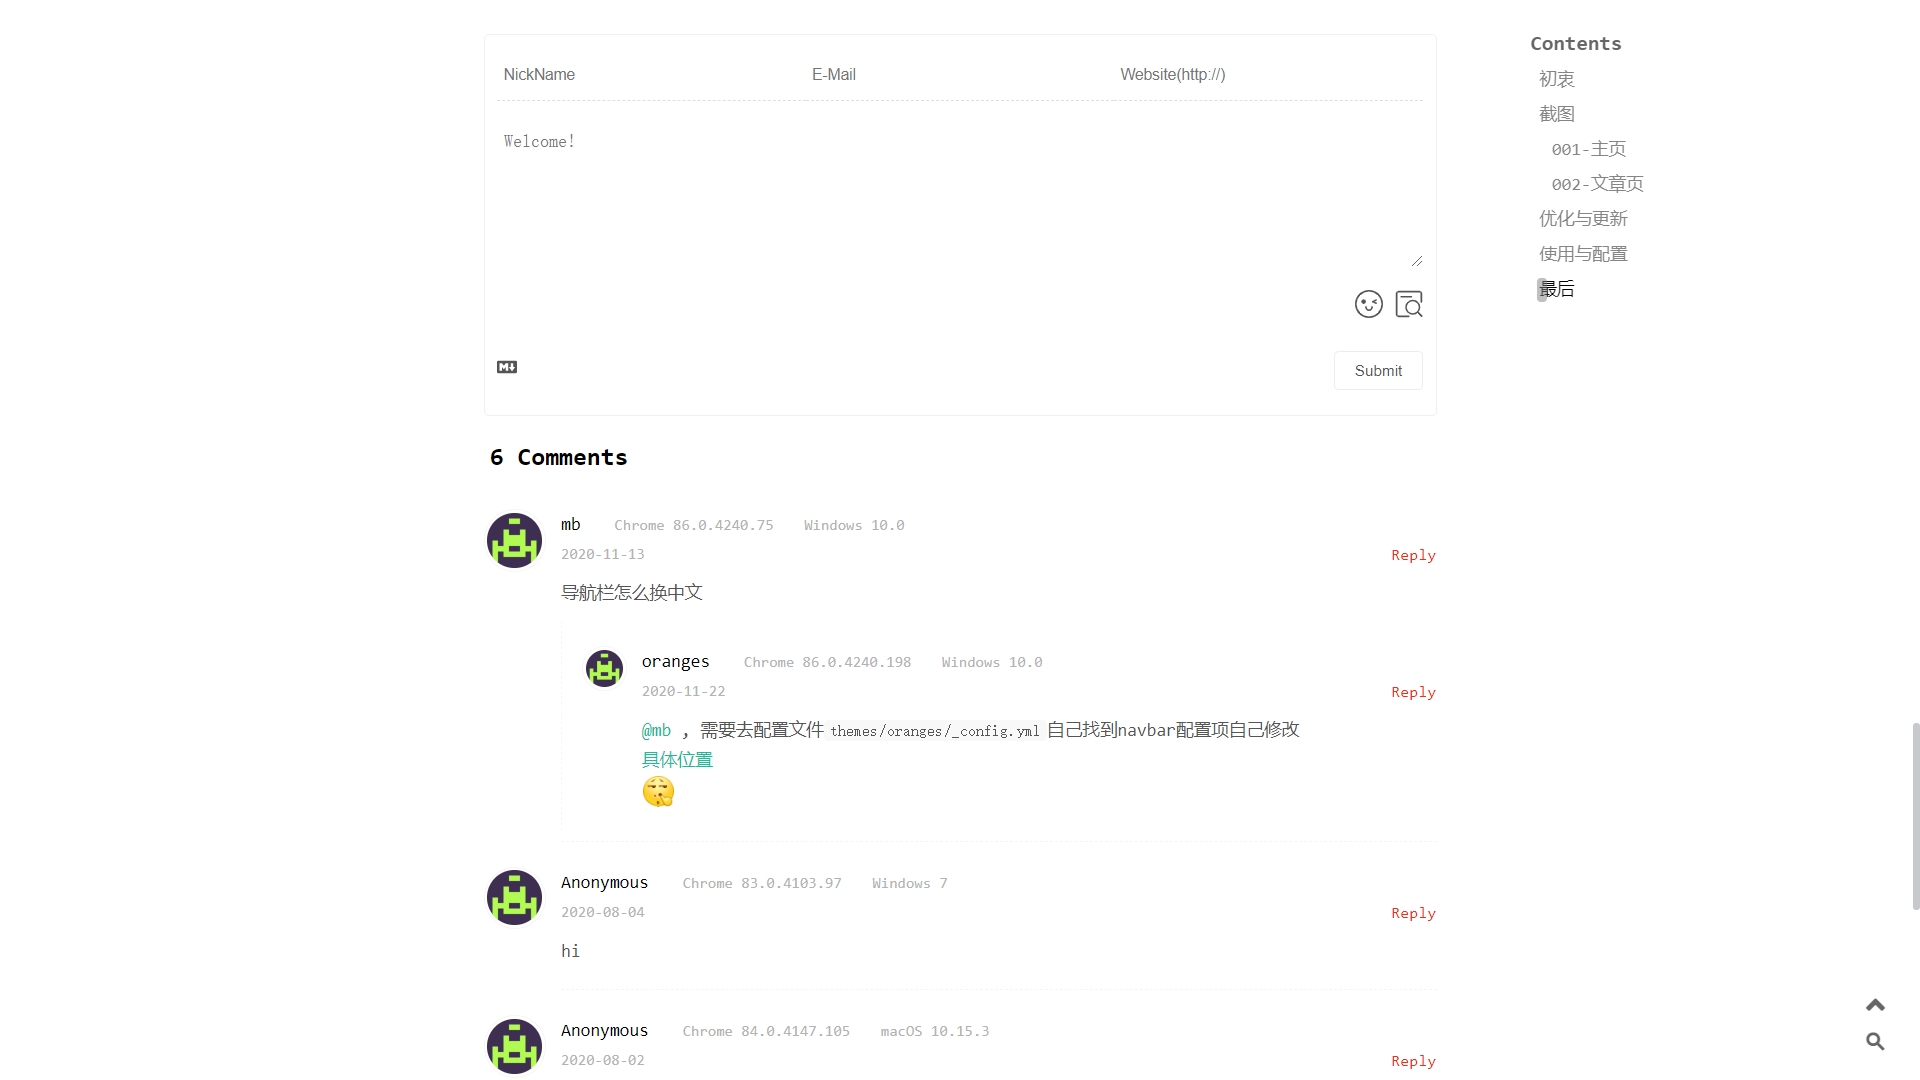 NickName E-Mail Website(http://)
Welcome!
Submit
6 Comments
mb Chrome 86.0.4240.75 Windows 10.0
2020-11-13 Reply
导航栏怎么换中文
oranges Chrome 86.0.4240.198 Windows 10.0
2020-11-22 Reply
@mb , 需要去配置文件 themes/oranges/_config.yml 自己找到navbar配置项自己修改
具体位置
Anonymous Chrome 83.0.4103.97 Windows 7
2020-08-04 Reply
hi
Anonymous Chrome 84.0.4147.105 macOS 10.15.3
2020-08-02 Reply
Contents
初衷
截图
001-主页
002-文章页
优化与更新
使用与配置
最后